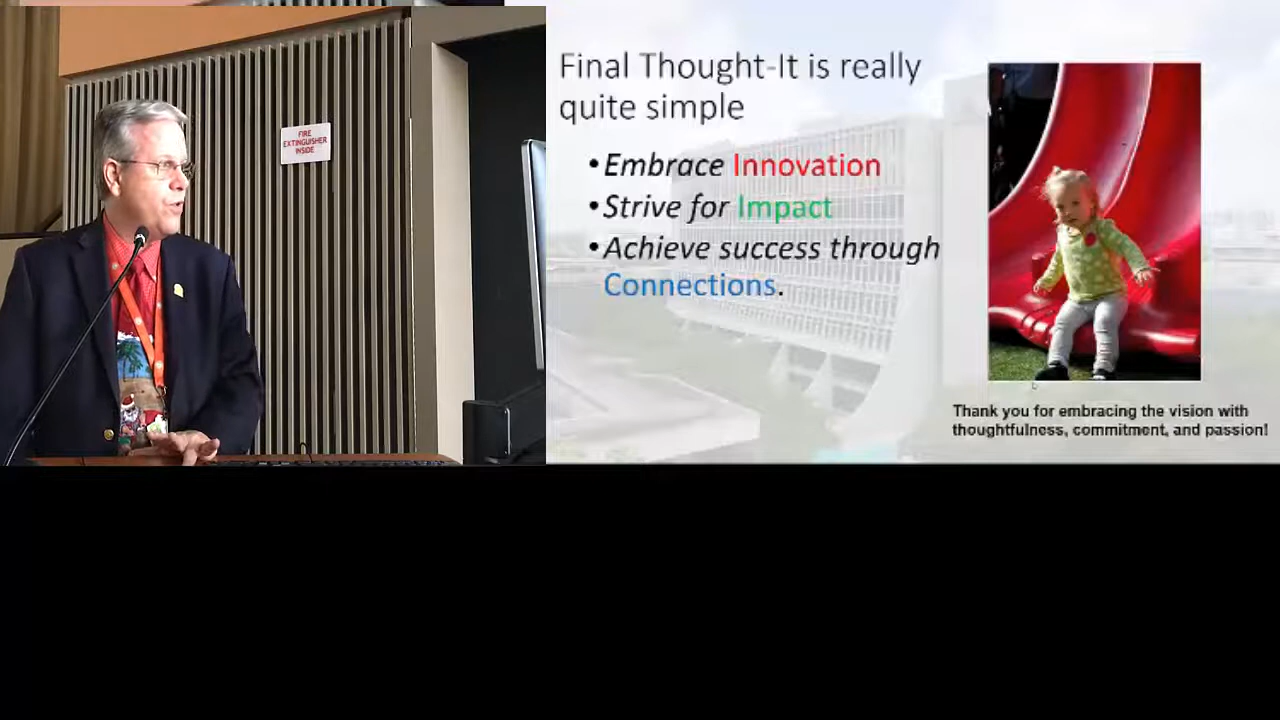 FIRE
EXTINGUISHER
INSIDE
Final Thought-It is really
quite simple
•Embrace Innovation
•Strive for Impact
•Achieve success through
Connections.
Thank you for embracing the vision with
thoughtfulness, commitment, and passion!